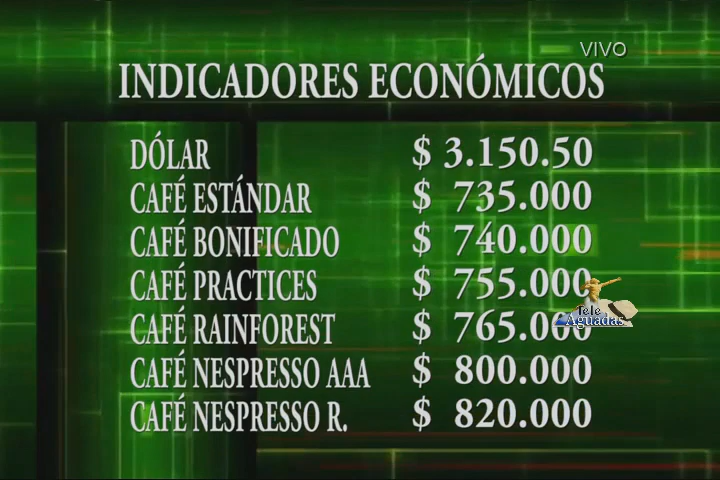 VIVO
INDICADORES ECONÓMICOS
DÓLAR $ 3.150.50
CAFÉ ESTÁNDAR $ 735.000
CAFÉ BONIFICADO $ 740.000
CAFÉ PRACTICES $ 755.000
CAFÉ RAINFOREST $ 765.000
CAFÉ NESPRESSO AAA $ 800.000
CAFÉ NESPRESSO R. $ 820.000
Tele
Aguadas